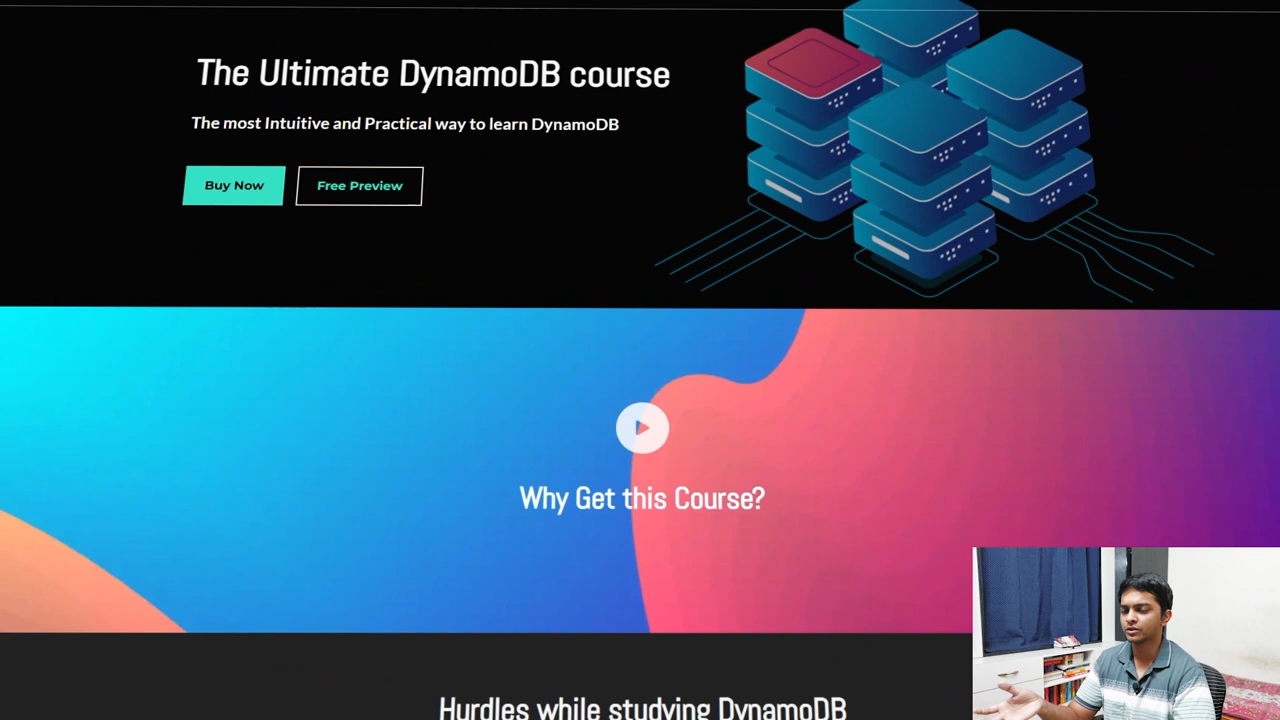 The Ultimate DynamoDB course
The most Intuitive and Practical way to learn DynamoDB
Buy Now
Free Preview
Why Get this Course?
Hurdles while studying DynamoDB